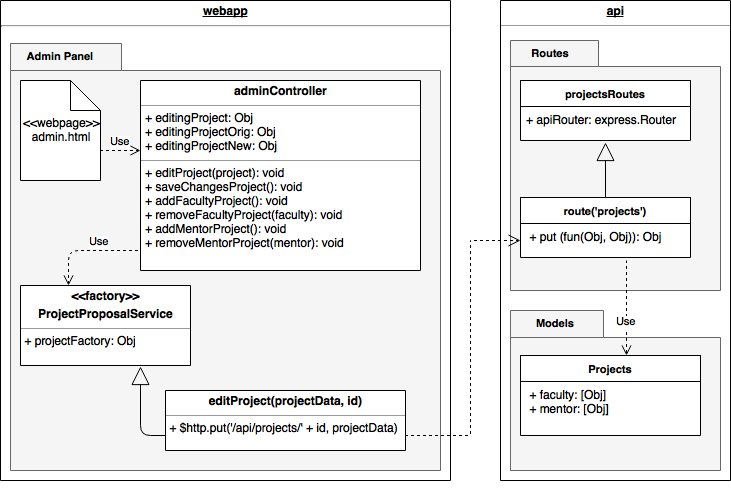 webapp
Admin Panel
<<webpage>>
admin.html
Use
adminController
+ editingProject: Obj
+ editingProjectOrig: Obj
+ editingProjectNew: Obj
+ editProject(project): void
+ saveChangesProject(): void
+ addFacultyProject(): void
+ removeFacultyProject(faculty): void
+ addMentorProject(): void
+ removeMentorProject(mentor): void
Use
<<factory>>
ProjectProposalService
+ projectFactory: Obj
editProject(projectData, id)
+ $http.put('/api/projects/' + id, projectData)
api
Routes
projectsRoutes
+ apiRouter: express.Router
route('projects')
+ put (fun(Obj, Obj)): Obj
Use
Models
Projects
+ faculty: [Obj]
+ mentor: [Obj]